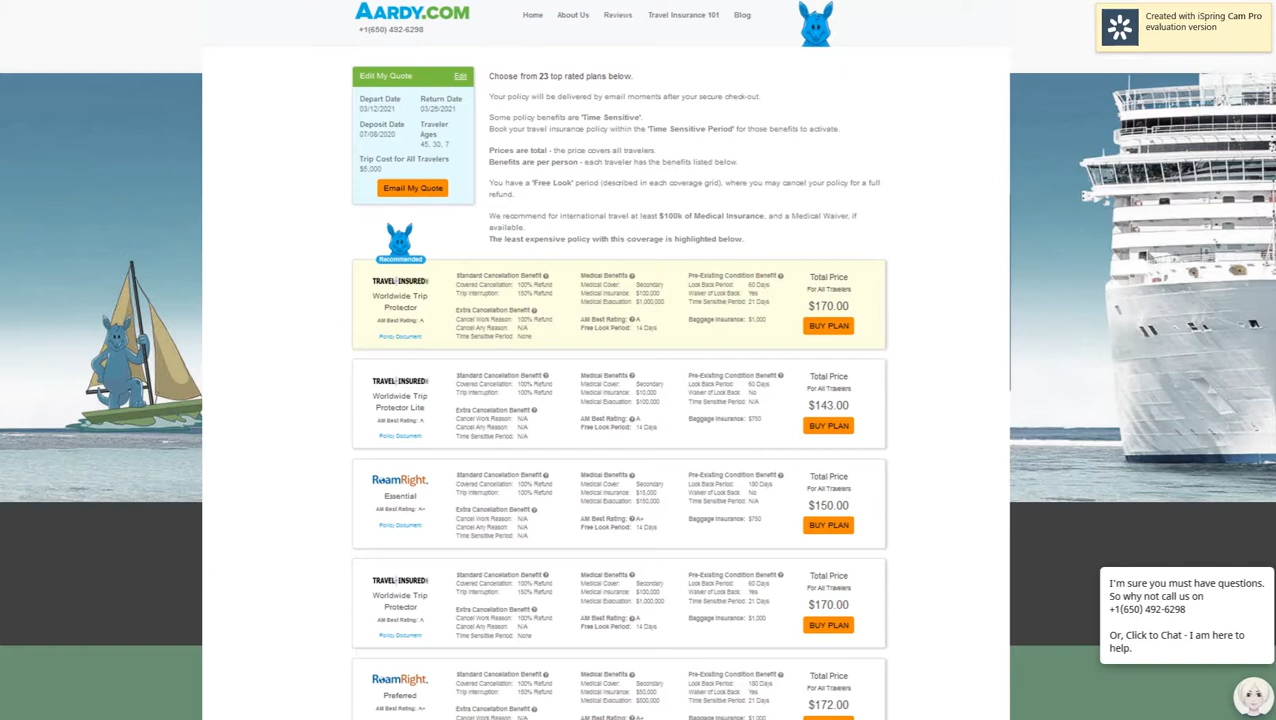 AARDY.COM
+1(650) 492-6298
Home About Us Reviews Travel Insurance 101 Blog
Created with iSpring Cam Pro
evaluation version
Edit My Quote Edit
Depart Date Return Date
03/12/2021 03/26/2021
Deposit Date Traveler
07/08/2020 Ages
45, 30, 7
Trip Cost for All Travelers
$5,000
Email My Quote
Choose from 23 top rated plans below.
Your policy will be delivered by email moments after your secure check-out.
Some policy benefits are 'Time Sensitive'.
Book your travel insurance policy within the 'Time Sensitive Period' for those benefits to activate.
Prices are total - the price covers all travelers.
Benefits are per person - each traveler has the benefits listed below.
You have a 'Free Look' period (described in each coverage grid), where you may cancel your policy for a full
refund.
We recommend for international travel at least $100k of Medical Insurance, and a Medical Waiver, if
available.
The least expensive policy with this coverage is highlighted below.
Recommended
TRAVEL INSURED
Worldwide Trip
Protector
AM Best Rating: A
Policy Document
Standard Cancellation Benefit
Covered Cancellation: 100% Refund
Trip Interruption: 150% Refund
Extra Cancellation Benefit
Cancel Work Reason: 100% Refund
Cancel Any Reason: N/A
Time Sensitive Period: None
Medical Benefits
Medical Cover: Secondary
Medical Insurance: $100,000
Medical Evacuation: $1,000,000
AM Best Rating: A
Free Look Period: 14 Days
Pre-Existing Condition Benefit
Look Back Period: 60 Days
Waiver of Look Back: Yes
Time Sensitive Period: 21 Days
Baggage Insurance: $1,000
Total Price
For All Travelers
$170.00
BUY PLAN
TRAVEL INSURED
Worldwide Trip
Protector Lite
AM Best Rating: A
Policy Document
Standard Cancellation Benefit
Covered Cancellation: 100% Refund
Trip Interruption: 100% Refund
Extra Cancellation Benefit
Cancel Work Reason: N/A
Cancel Any Reason: N/A
Time Sensitive Period: N/A
Medical Benefits
Medical Cover: Secondary
Medical Insurance: $10,000
Medical Evacuation: $100,000
AM Best Rating: A
Free Look Period: 14 Days
Pre-Existing Condition Benefit
Look Back Period: 60 Days
Waiver of Look Back: No
Time Sensitive Period: N/A
Baggage Insurance: $750
Total Price
For All Travelers
$143.00
BUY PLAN
RoamRight.
Essential
AM Best Rating: A+
Policy Document
Standard Cancellation Benefit
Covered Cancellation: 100% Refund
Trip Interruption: 100% Refund
Extra Cancellation Benefit
Cancel Work Reason: N/A
Cancel Any Reason: N/A
Time Sensitive Period: N/A
Medical Benefits
Medical Cover: Secondary
Medical Insurance: $15,000
Medical Evacuation: $150,000
AM Best Rating: A+
Free Look Period: 14 Days
Pre-Existing Condition Benefit
Look Back Period: 180 Days
Waiver of Look Back: No
Time Sensitive Period: N/A
Baggage Insurance: $750
Total Price
For All Travelers
$150.00
BUY PLAN
TRAVEL INSURED
Worldwide Trip
Protector
AM Best Rating: A
Policy Document
Standard Cancellation Benefit
Covered Cancellation: 100% Refund
Trip Interruption: 150% Refund
Extra Cancellation Benefit
Cancel Work Reason: 100% Refund
Cancel Any Reason: N/A
Time Sensitive Period: None
Medical Benefits
Medical Cover: Secondary
Medical Insurance: $100,000
Medical Evacuation: $1,000,000
AM Best Rating: A
Free Look Period: 14 Days
Pre-Existing Condition Benefit
Look Back Period: 60 Days
Waiver of Look Back: Yes
Time Sensitive Period: 21 Days
Baggage Insurance: $1,000
Total Price
For All Travelers
$170.00
BUY PLAN
RoamRight.
Preferred
AM Best Rating: A+
Standard Cancellation Benefit
Covered Cancellation: 100% Refund
Trip Interruption: 150% Refund
Extra Cancellation Benefit
Cancel Work Reason: N/A
Medical Benefits
Medical Cover: Secondary
Medical Insurance: $50,000
Medical Evacuation: $500,000
AM Best Rating: A+
Pre-Existing Condition Benefit
Look Back Period: 180 Days
Waiver of Look Back: Yes
Time Sensitive Period: 21 Days
Baggage Insurance: $1,000
Total Price
For All Travelers
$172.00
I'm sure you must have questions.
So why not call us on
+1(650) 492-6298
Or, Click to Chat - I am here to
help.